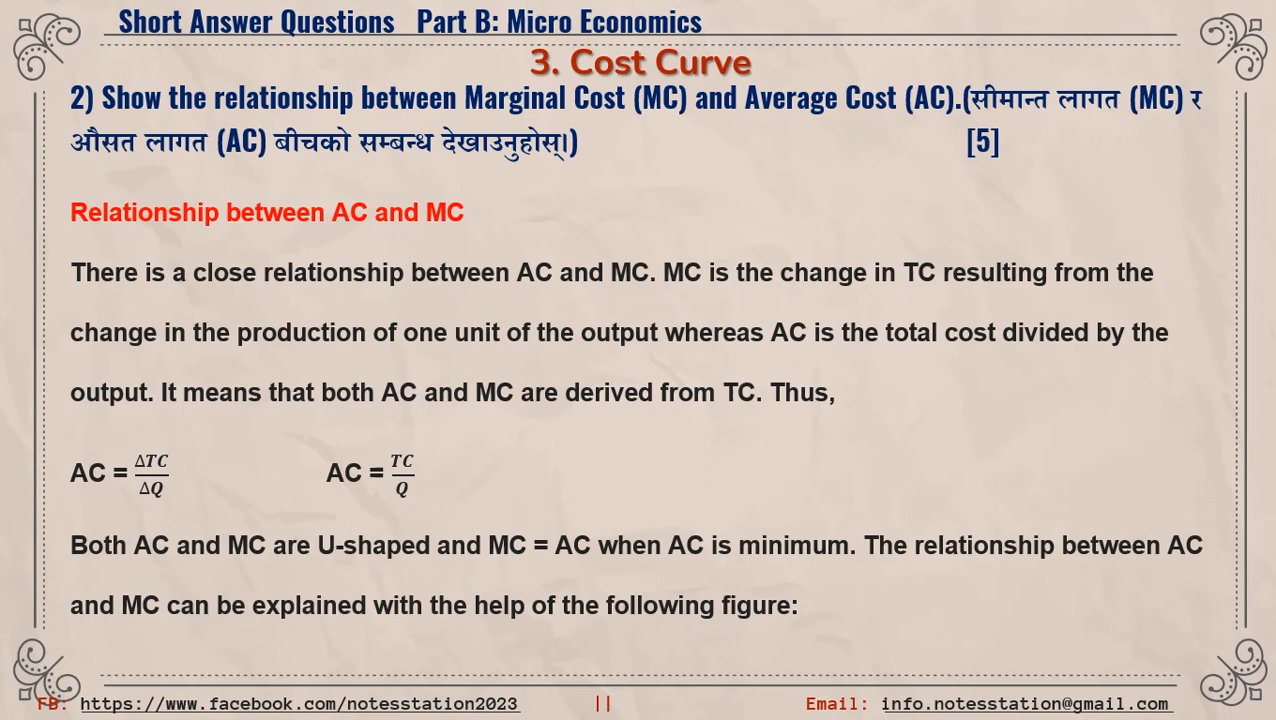 Short Answer Questions Part B: Micro Economics
3. Cost Curve
2) Show the relationship between Marginal Cost (MC) and Average Cost (AC).(सीमान्त लागत (MC) र
औसत लागत (AC) बीचको सम्बन्ध देखाउनुहोस्।) [5]
Relationship between AC and MC
There is a close relationship between AC and MC. MC is the change in TC resulting from the
change in the production of one unit of the output whereas AC is the total cost divided by the
output. It means that both AC and MC are derived from TC. Thus,
AC = ΔTC/ΔQ AC = TC/Q
Both AC and MC are U-shaped and MC = AC when AC is minimum. The relationship between AC
and MC can be explained with the help of the following figure:
FB: https://www.facebook.com/notesstation2023 || Email: info.notesstation@gmail.com